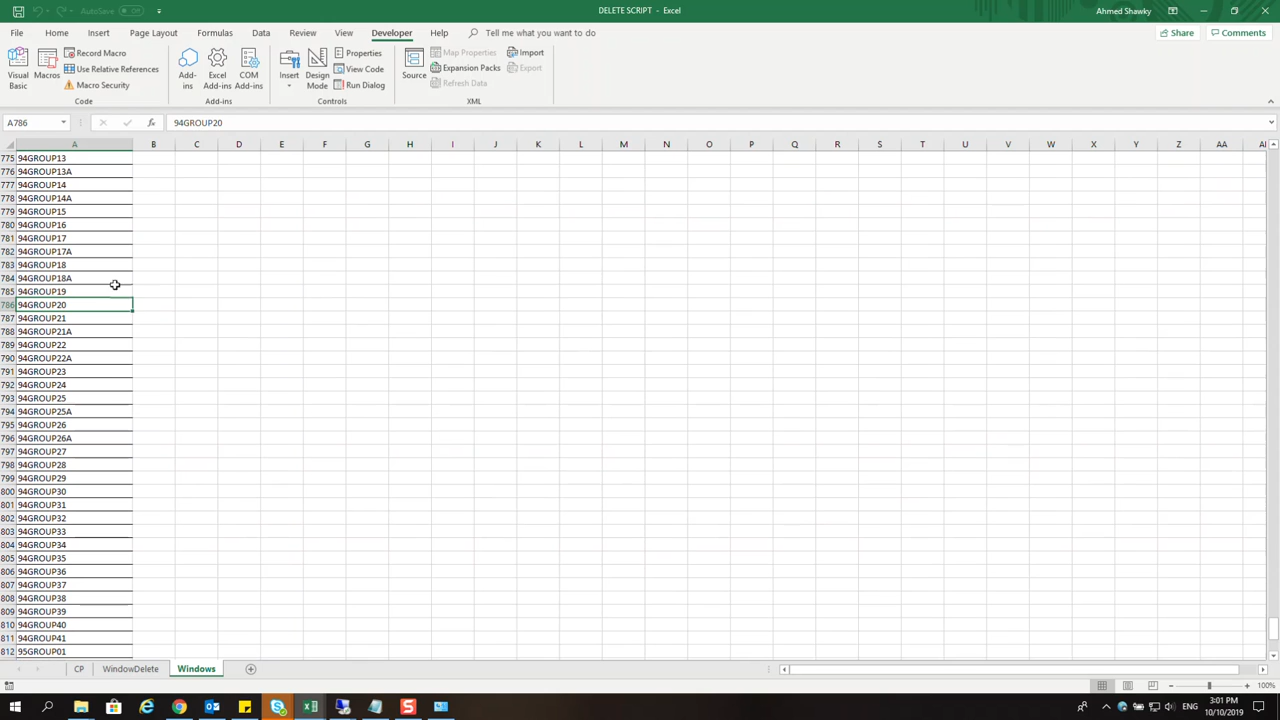 AutoSave Off
DELETE SCRIPT - Excel
Ahmed Shawky
File Home Insert Page Layout Formulas Data Review View Developer Help Tell me what you want to do Share Comments
Visual Basic
Macros
Record Macro
Use Relative References
Macro Security
Code
Add-ins
Excel Add-ins
COM Add-ins
Add-ins
Insert
Design Mode
Properties
View Code
Run Dialog
Controls
Source
Map Properties
Expansion Packs
Refresh Data
Import
Export
XML
A786 fx 94GROUP20
A B C D E F G H I J K L M N O P Q R S T U V W X Y Z AA
775 94GROUP13
776 94GROUP13A
777 94GROUP14
778 94GROUP14A
779 94GROUP15
780 94GROUP16
781 94GROUP17
782 94GROUP17A
783 94GROUP18
784 94GROUP18A
785 94GROUP19
786 94GROUP20
787 94GROUP21
788 94GROUP21A
789 94GROUP22
790 94GROUP22A
791 94GROUP23
792 94GROUP24
793 94GROUP25
794 94GROUP25A
795 94GROUP26
796 94GROUP26A
797 94GROUP27
798 94GROUP28
799 94GROUP29
800 94GROUP30
801 94GROUP31
802 94GROUP32
803 94GROUP33
804 94GROUP34
805 94GROUP35
806 94GROUP36
807 94GROUP37
808 94GROUP38
809 94GROUP39
810 94GROUP40
811 94GROUP41
812 95GROUP01
CP WindowDelete Windows
100%
ENG
3:01 PM
10/10/2019